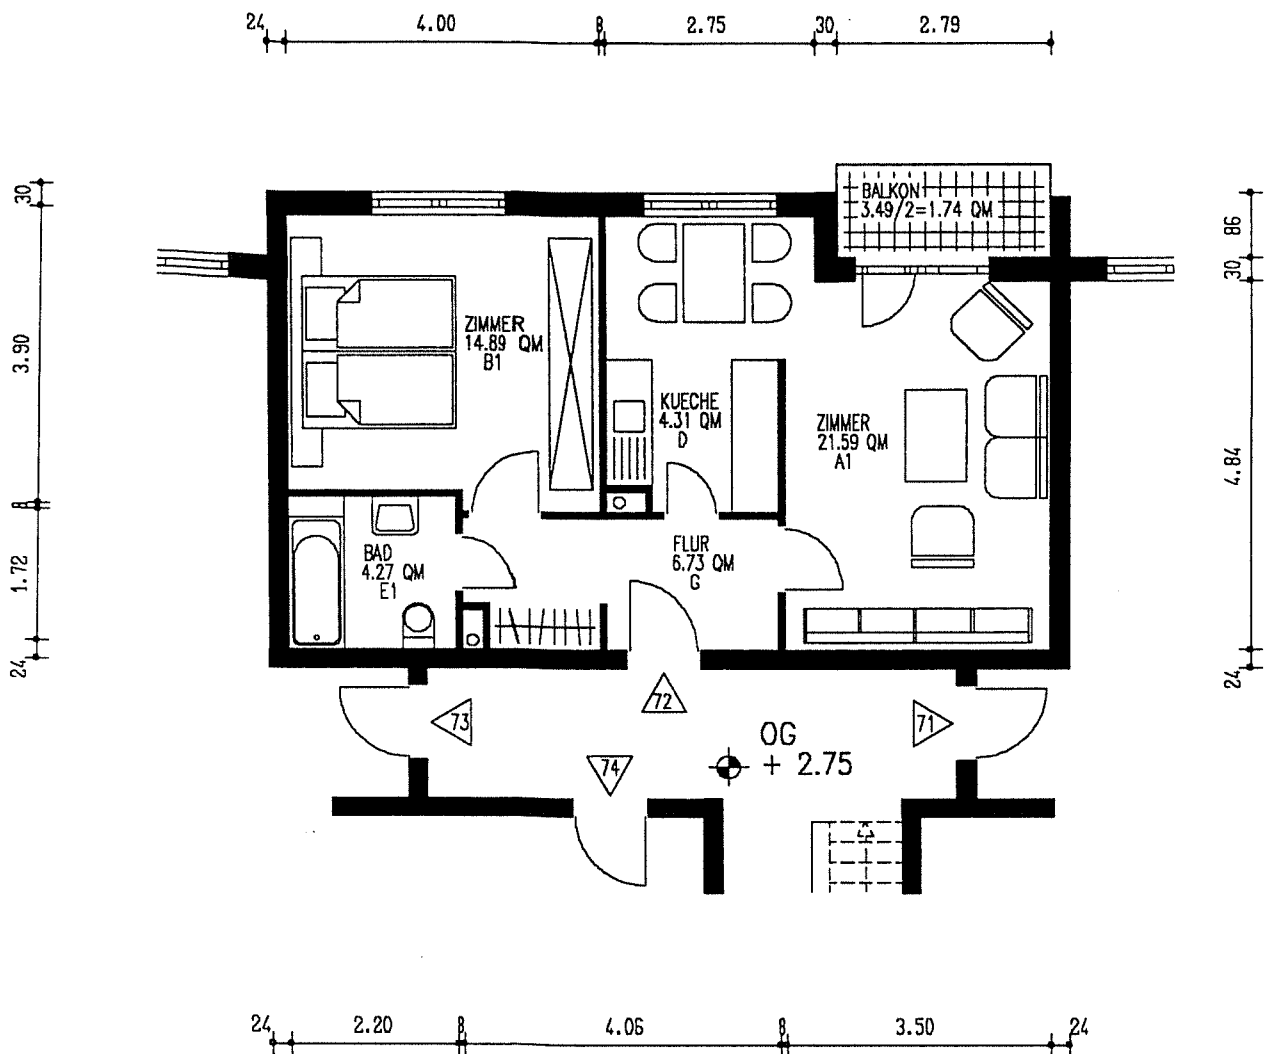 24 4.00 8 2.75 30 2.79
30
3.90
8
1.72
24
86
30
4.84
24
BALKON
3.49/2=1.74 QM
ZIMMER
14.89 QM
B1
KUECHE
4.31 QM
D
ZIMMER
21.59 QM
A1
BAD
4.27 QM
E1
FLUR
6.73 QM
G
72
73
71
74
OG
+ 2.75
24 2.20 8 4.06 8 3.50 24